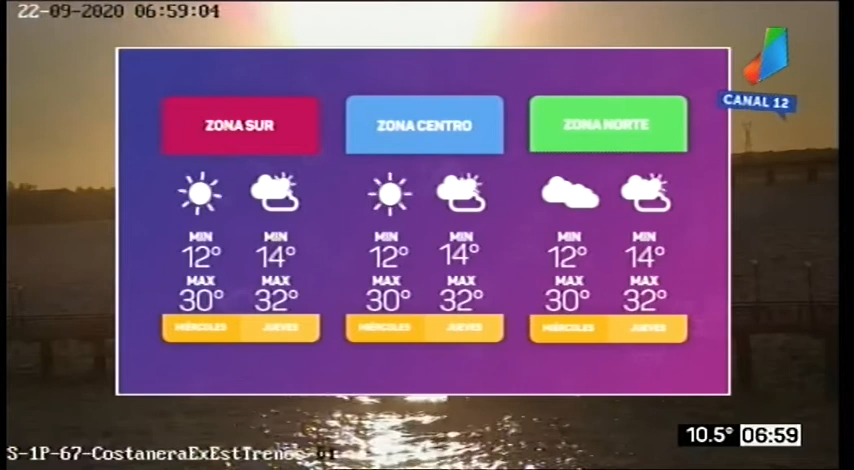 22-09-2020 06:59:04
CANAL 12
ZONA SUR
MIN MIN
12° 14°
MAX MAX
30° 32°
MIÉRCOLES JUEVES
ZONA CENTRO
MIN MIN
12° 14°
MAX MAX
30° 32°
MIÉRCOLES JUEVES
ZONA NORTE
MIN MIN
12° 14°
MAX MAX
30° 32°
MIÉRCOLES JUEVES
10.5° 06:59
S-1P-67-CostaneraExEstTrenes